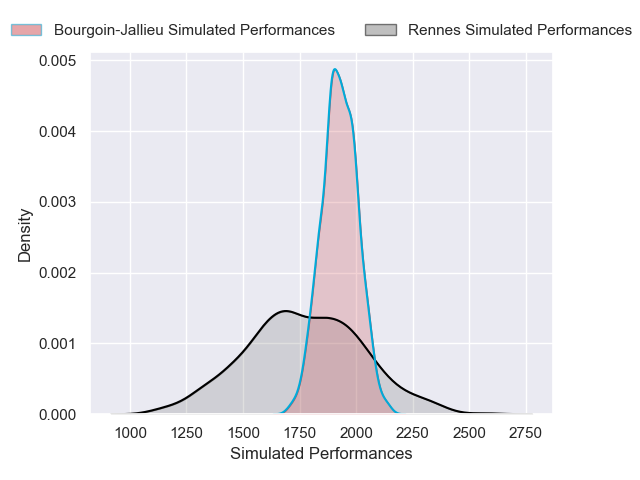 Bourgoin-Jallieu Simulated Performances Rennes Simulated Performances
0.005
0.004
0.003
0.002
0.001
0.000
Density
1000 1250 1500 1750 2000 2250 2500 2750
Simulated Performances